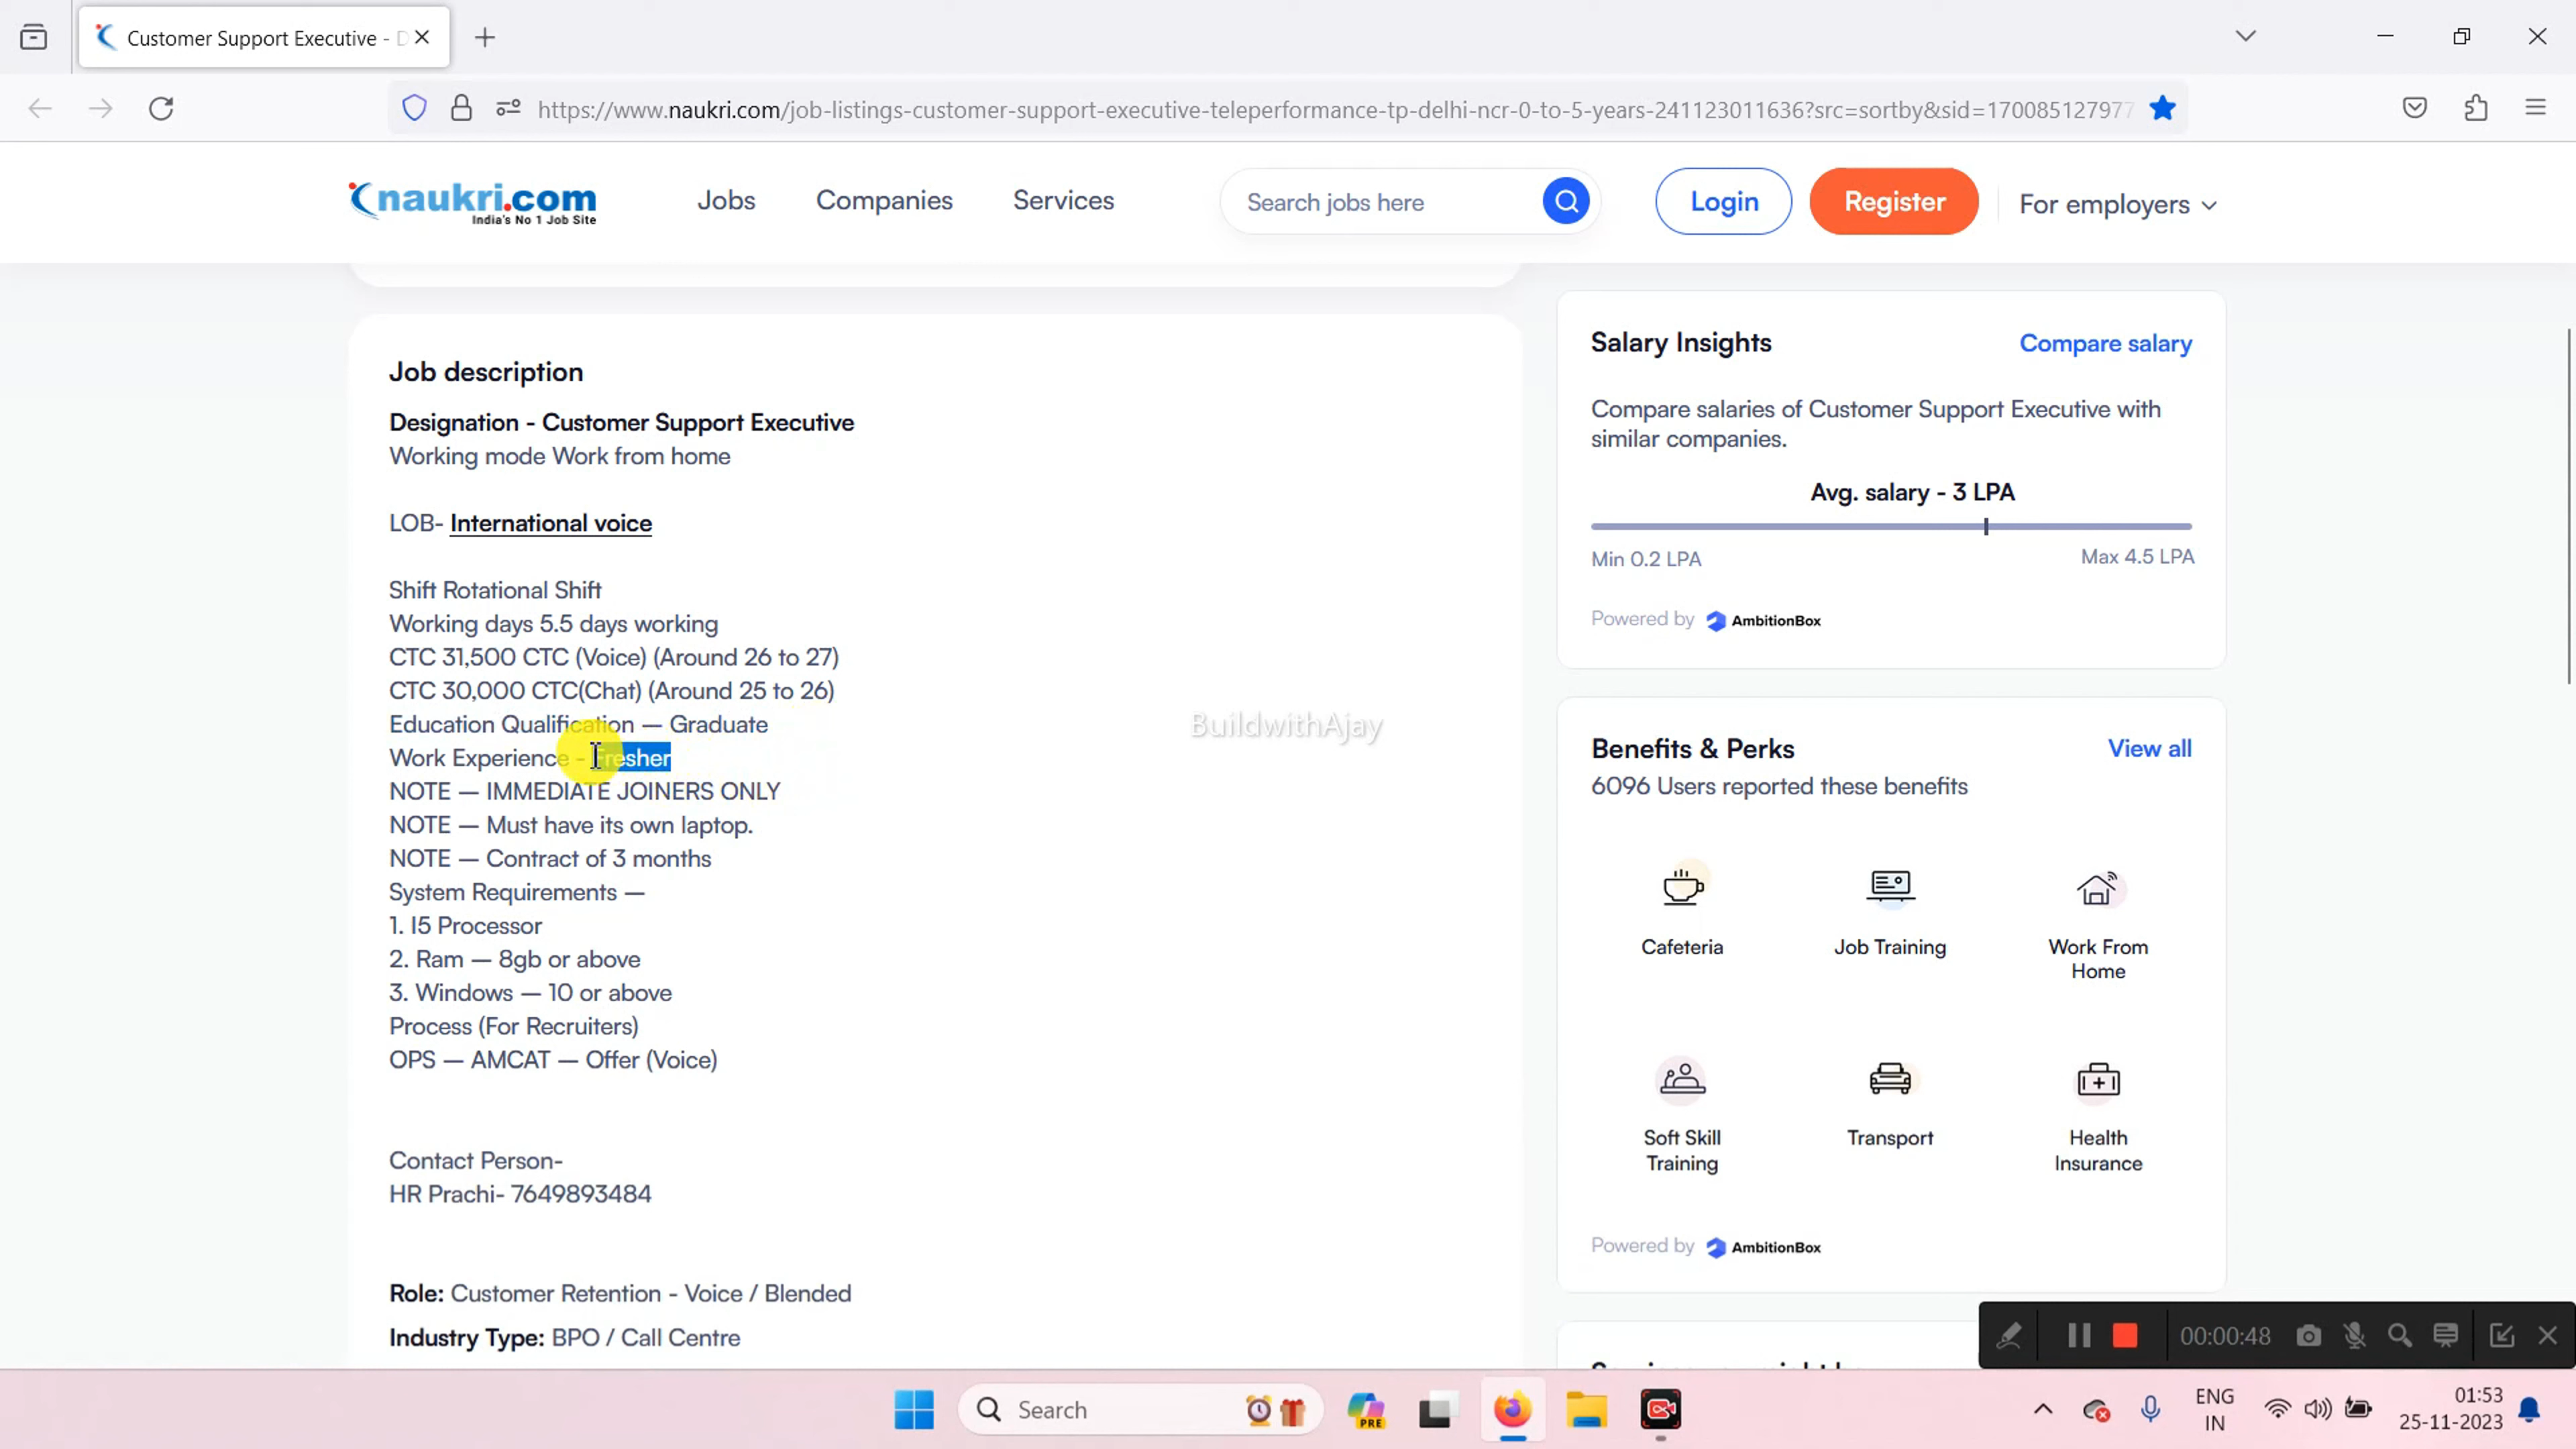 Customer Support Executive - D
https://www.naukri.com/job-listings-customer-support-executive-teleperformance-tp-delhi-ncr-0-to-5-years-241123011636?src=sortby&sid=170085127977
naukri.com
India's No 1 Job Site
Jobs
Companies
Services
Search jobs here
Login
Register
For employers
Job description
Designation - Customer Support Executive
Working mode Work from home
LOB- International voice
Shift Rotational Shift
Working days 5.5 days working
CTC 31,500 CTC (Voice) (Around 26 to 27)
CTC 30,000 CTC(Chat) (Around 25 to 26)
Education Qualification — Graduate
Work Experience - Fresher
NOTE — IMMEDIATE JOINERS ONLY
NOTE — Must have its own laptop.
NOTE — Contract of 3 months
System Requirements —
1. I5 Processor
2. Ram — 8gb or above
3. Windows — 10 or above
Process (For Recruiters)
OPS — AMCAT — Offer (Voice)
Contact Person-
HR Prachi- 7649893484
Role: Customer Retention - Voice / Blended
Industry Type: BPO / Call Centre
BuildwithAjay
Salary Insights
Compare salary
Compare salaries of Customer Support Executive with
similar companies.
Avg. salary - 3 LPA
Min 0.2 LPA
Max 4.5 LPA
Powered by AmbitionBox
Benefits & Perks
View all
6096 Users reported these benefits
Cafeteria
Job Training
Work From
Home
Soft Skill
Training
Transport
Health
Insurance
Powered by AmbitionBox
00:00:48
Search
PRE
ENG
IN
01:53
25-11-2023